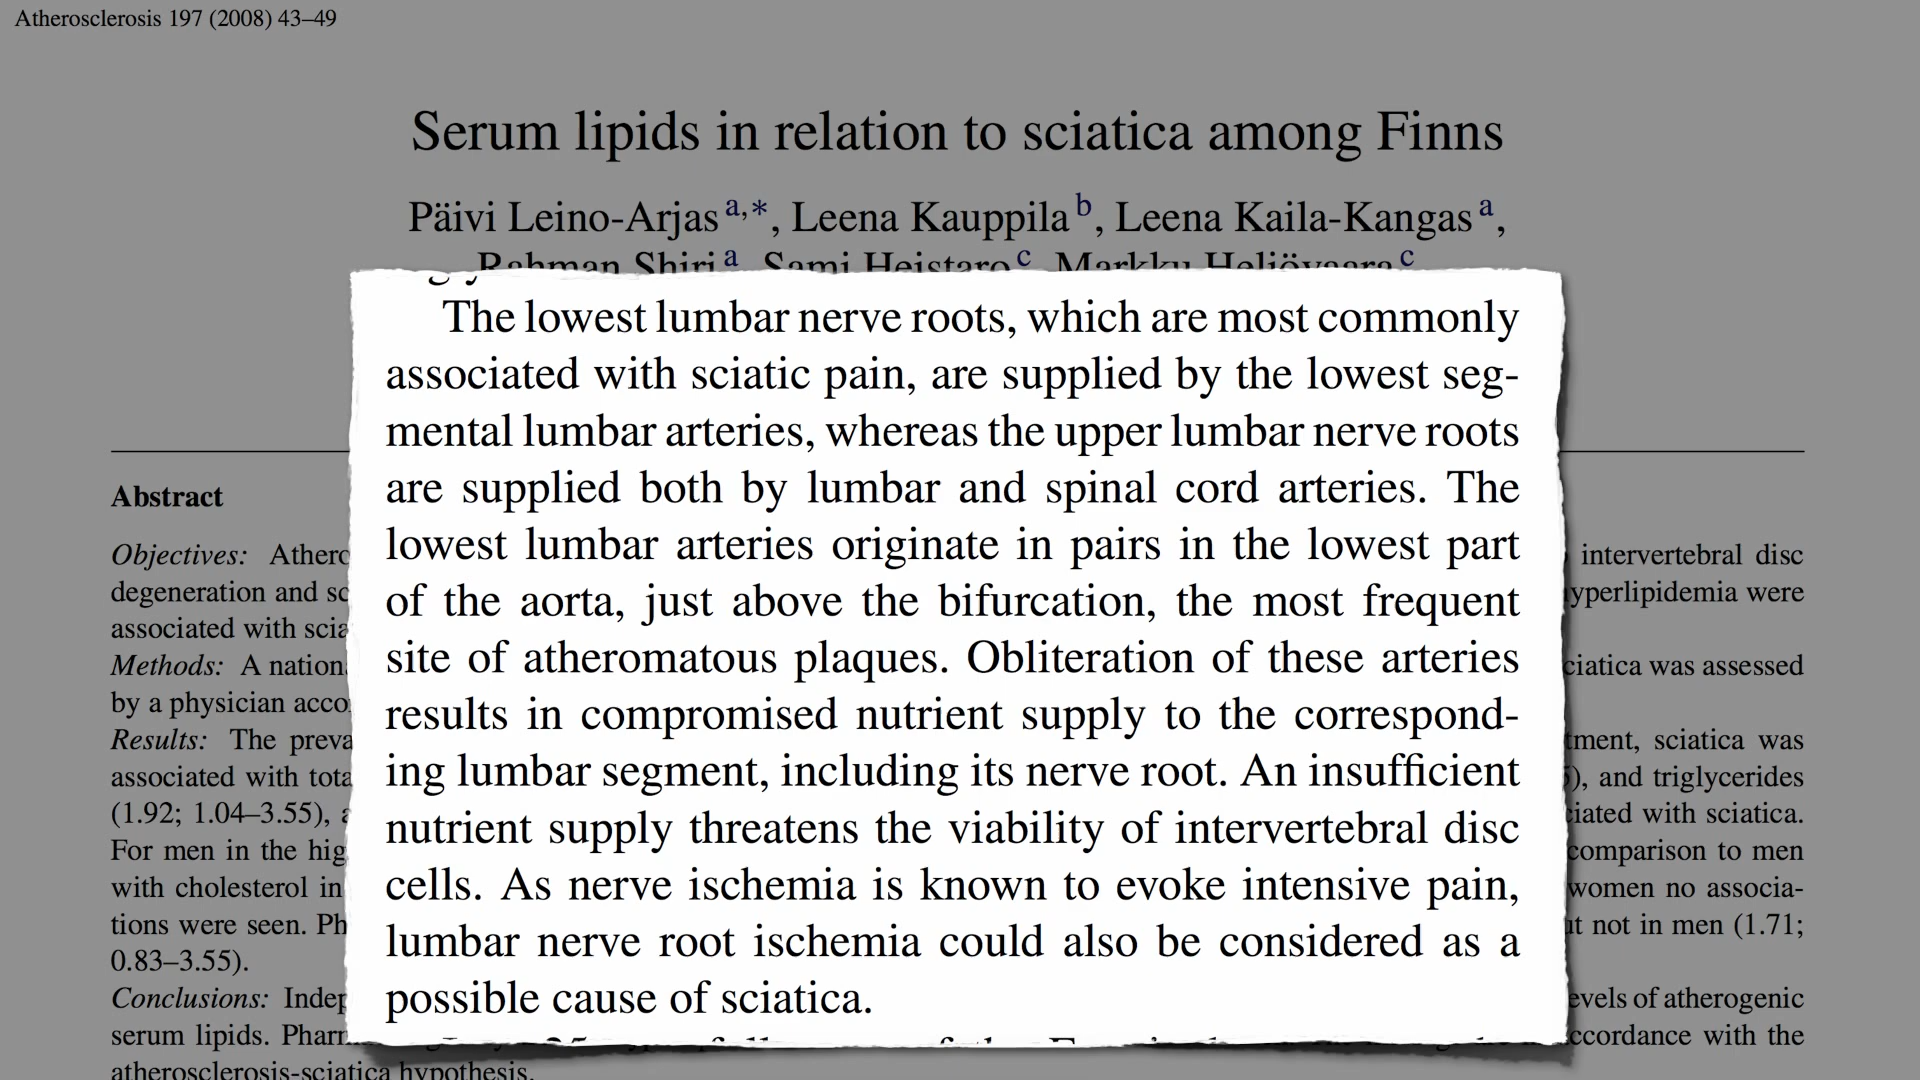 Atherosclerosis 197 (2008) 43–49
Serum lipids in relation to sciatica among Finns
Päivi Leino-Arjas a,*, Leena Kauppila b, Leena Kaila-Kangas a,
Rahman Shiri a, Sami Heistaro c, Markku Heliövaara c
The lowest lumbar nerve roots, which are most commonly
associated with sciatic pain, are supplied by the lowest seg-
mental lumbar arteries, whereas the upper lumbar nerve roots
are supplied both by lumbar and spinal cord arteries. The
lowest lumbar arteries originate in pairs in the lowest part
of the aorta, just above the bifurcation, the most frequent
site of atheromatous plaques. Obliteration of these arteries
results in compromised nutrient supply to the correspond-
ing lumbar segment, including its nerve root. An insufficient
nutrient supply threatens the viability of intervertebral disc
cells. As nerve ischemia is known to evoke intensive pain,
lumbar nerve root ischemia could also be considered as a
possible cause of sciatica.
Abstract
Objectives: intervertebral disc
degeneration and
associated with
Methods: A ciatica was assessed
by a physician
Results: The tment, sciatica was
associated with and triglycerides
(1.92; 1.04–3.55), ciated with sciatica.
For men in the comparison to men
with cholesterol in women no associa-
tions were seen. not in men (1.71;
0.83–3.55).
Conclusions: of atherogenic
serum lipids. with the
atherosclerosis-sciatica hypothesis.